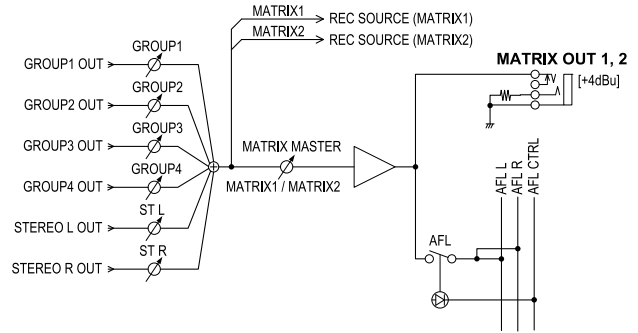 MATRIX1
REC SOURCE (MATRIX1)
MATRIX2
REC SOURCE (MATRIX2)
MATRIX OUT 1, 2
[+4dBu]
GROUP1
GROUP1 OUT
GROUP2
GROUP2 OUT
GROUP3
GROUP3 OUT
GROUP4
GROUP4 OUT
MATRIX MASTER
MATRIX1 / MATRIX2
ST L
STEREO L OUT
ST R
STEREO R OUT
AFL
AFL L
AFL R
AFL CTRL